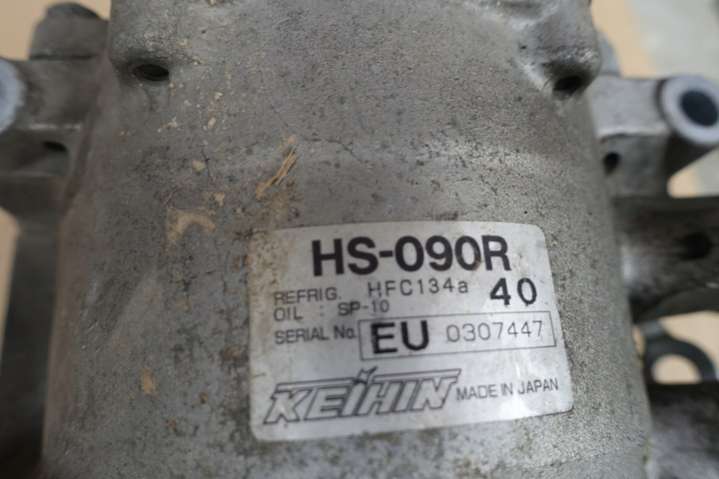 HS-090R
REFRIG. HFC134a 40
OIL : SP-10
SERIAL No. EU 0307447
KEIHIN MADE IN JAPAN